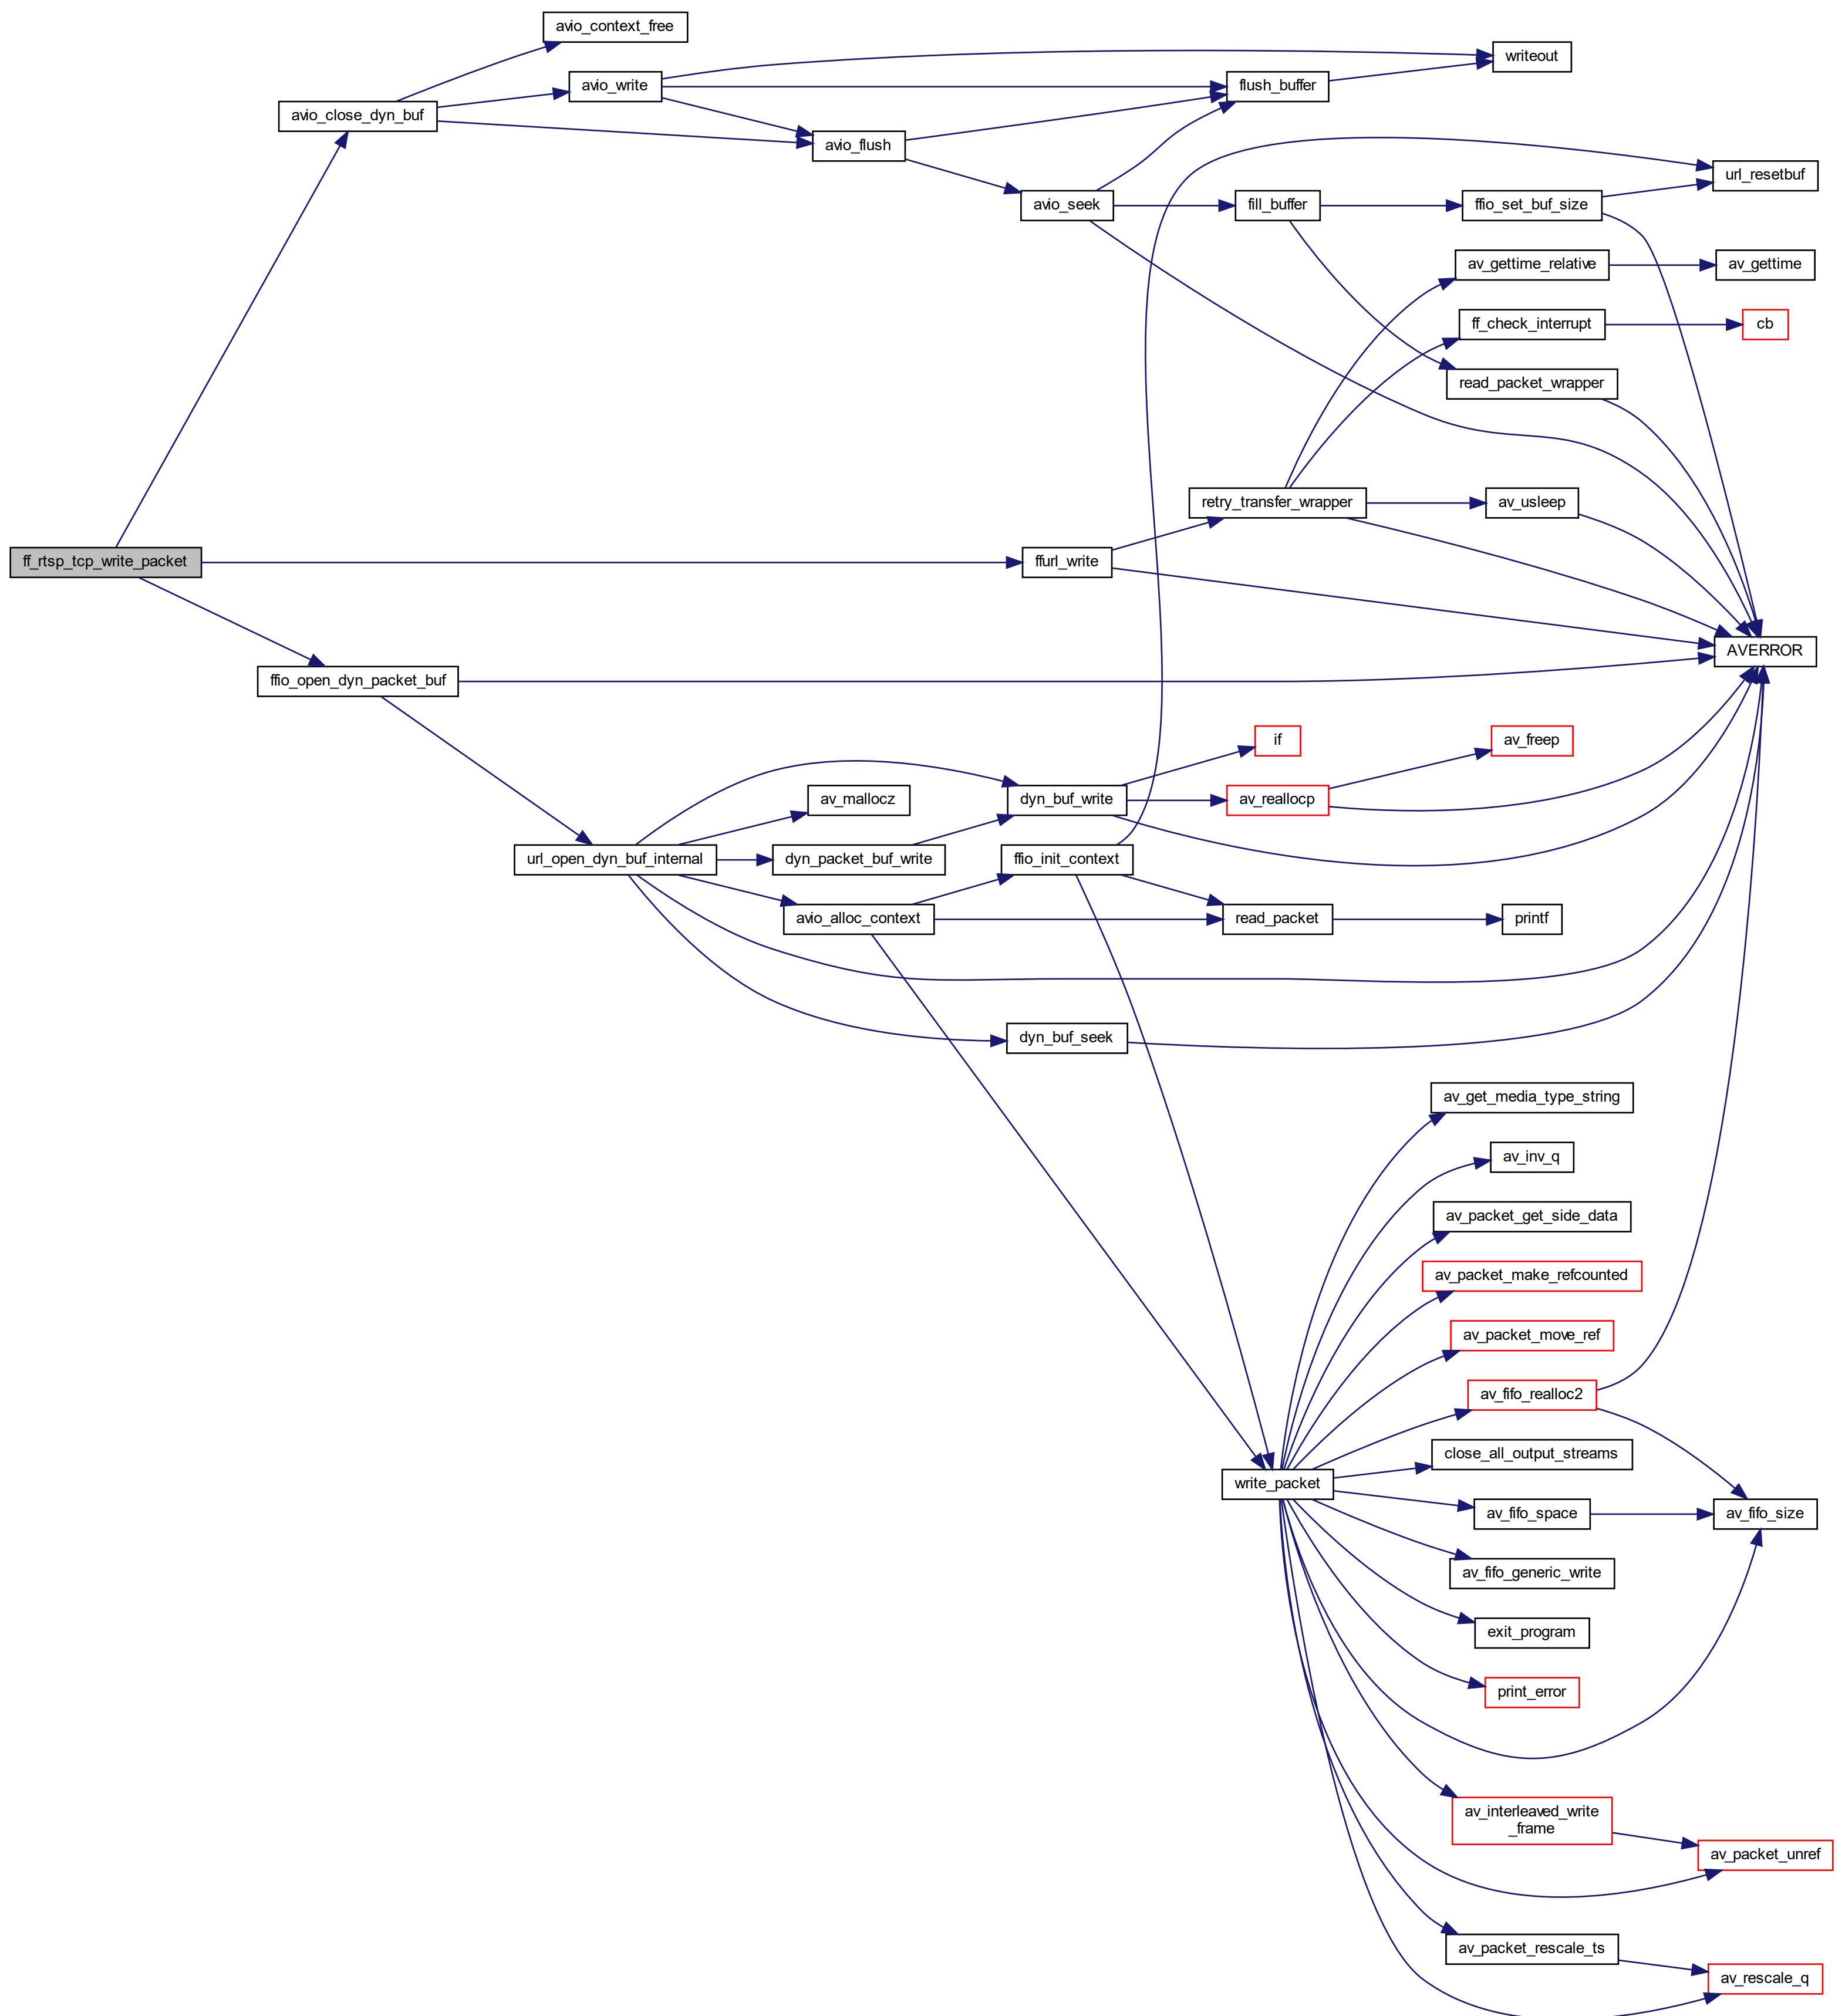 avio_context_free
writeout
avio_write
flush_buffer
avio_close_dyn_buf
avio_flush
url_resetbuf
avio_seek
fill_buffer
ffio_set_buf_size
av_gettime_relative
av_gettime
ff_check_interrupt
cb
read_packet_wrapper
retry_transfer_wrapper
av_usleep
ff_rtsp_tcp_write_packet
ffurl_write
AVERROR
ffio_open_dyn_packet_buf
if
av_freep
av_mallocz
dyn_buf_write
av_reallocp
url_open_dyn_buf_internal
dyn_packet_buf_write
ffio_init_context
avio_alloc_context
read_packet
printf
dyn_buf_seek
av_get_media_type_string
av_inv_q
av_packet_get_side_data
av_packet_make_refcounted
av_packet_move_ref
av_fifo_realloc2
close_all_output_streams
write_packet
av_fifo_space
av_fifo_size
av_fifo_generic_write
exit_program
print_error
av_interleaved_write
_frame
av_packet_unref
av_packet_rescale_ts
av_rescale_q